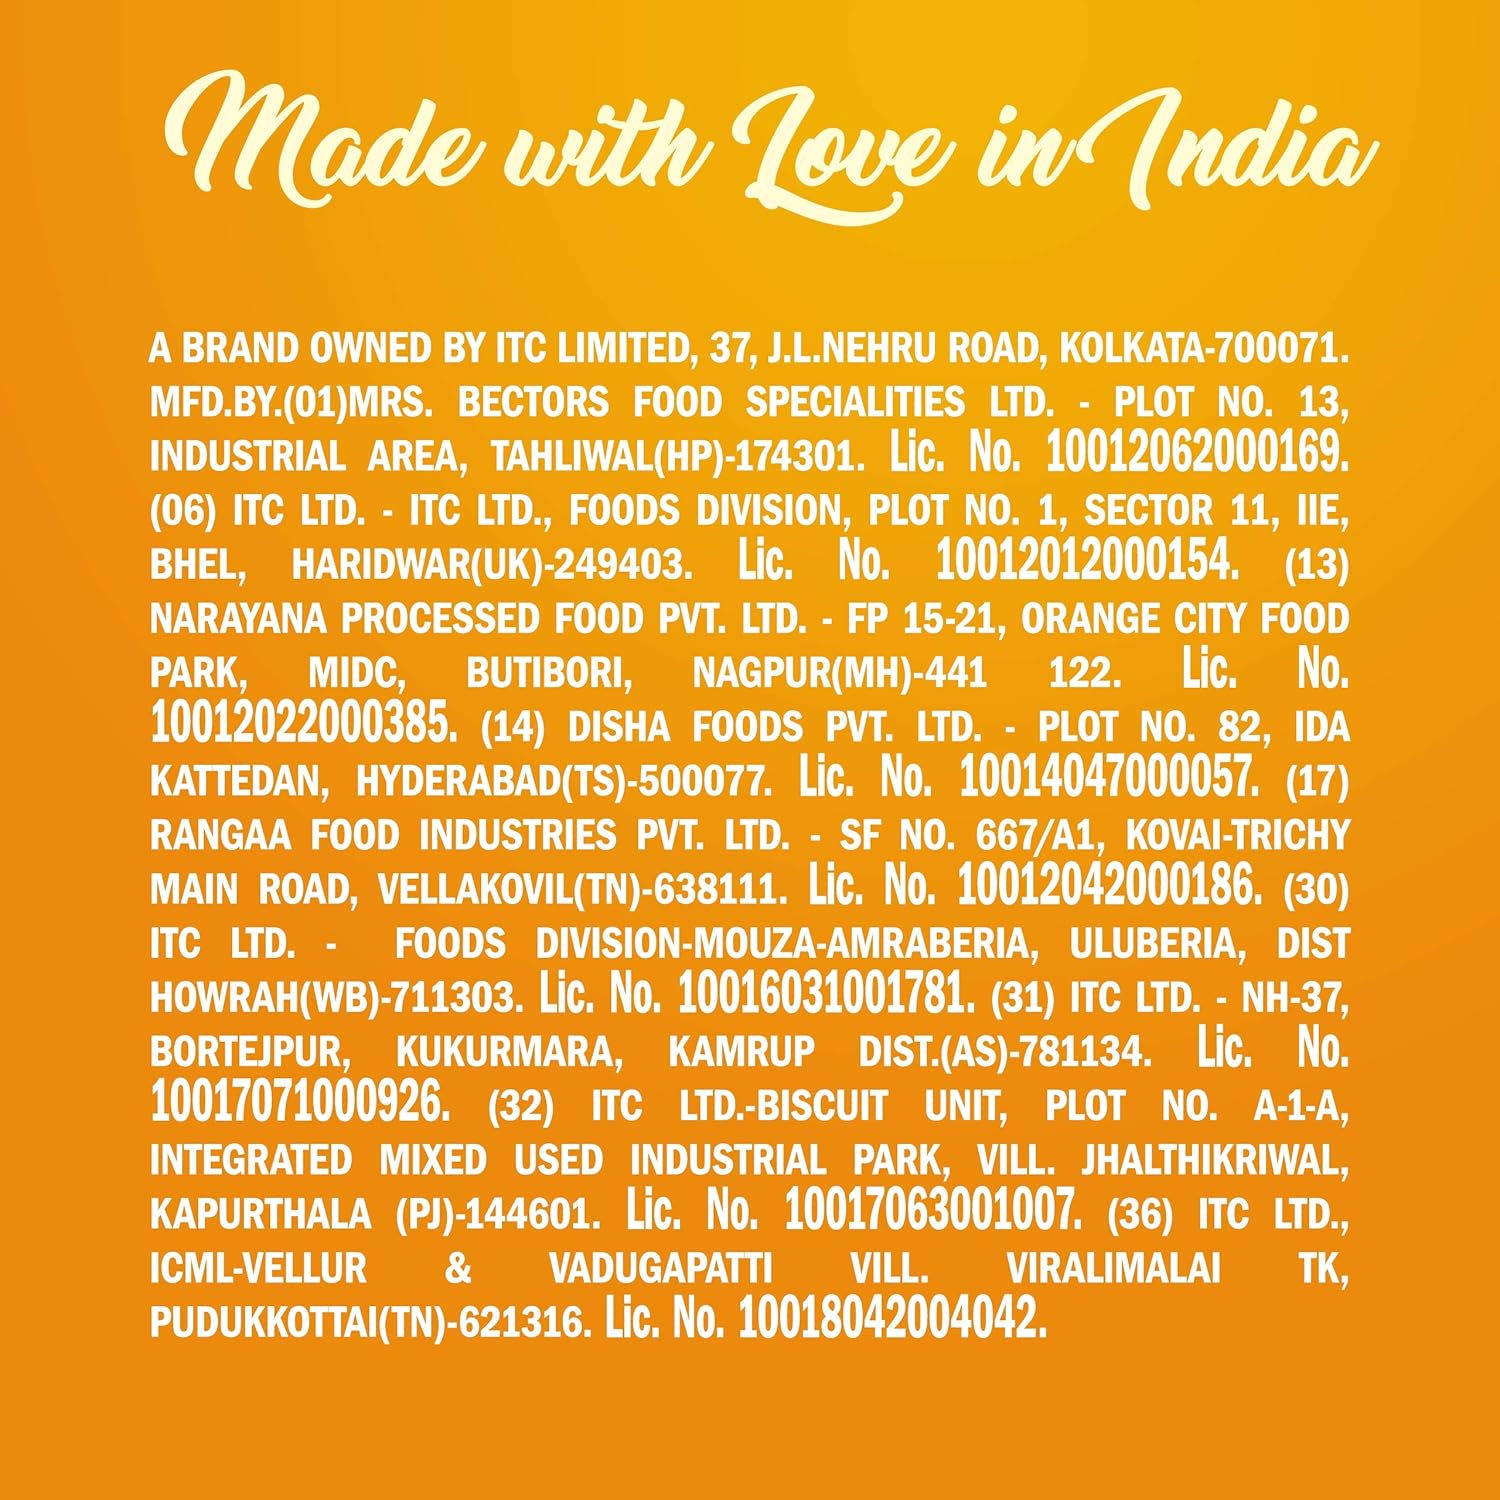 Made with Love in India
A BRAND OWNED BY ITC LIMITED, 37, J.L.NEHRU ROAD, KOLKATA-700071.
MFD.BY.(01)MRS. BECTORS FOOD SPECIALITIES LTD. - PLOT NO. 13,
INDUSTRIAL AREA, TAHLIWAL(HP)-174301. Lic. No. 10012062000169.
(06) ITC LTD. - ITC LTD., FOODS DIVISION, PLOT NO. 1, SECTOR 11, IIE,
BHEL, HARIDWAR(UK)-249403. Lic. No. 10012012000154. (13)
NARAYANA PROCESSED FOOD PVT. LTD. - FP 15-21, ORANGE CITY FOOD
PARK, MIDC, BUTIBORI, NAGPUR(MH)-441 122. Lic. No.
10012022000385. (14) DISHA FOODS PVT. LTD. - PLOT NO. 82, IDA
KATTEDAN, HYDERABAD(TS)-500077. Lic. No. 10014047000057. (17)
RANGAA FOOD INDUSTRIES PVT. LTD. - SF NO. 667/A1, KOVAI-TRICHY
MAIN ROAD, VELLAKOVIL(TN)-638111. Lic. No. 10012042000186. (30)
ITC LTD. - FOODS DIVISION-MOUZA-AMRABERIA, ULUBERIA, DIST
HOWRAH(WB)-711303. Lic. No. 10016031001781. (31) ITC LTD. - NH-37,
BORTEJPUR, KUKURMARA, KAMRUP DIST.(AS)-781134. Lic. No.
10017071000926. (32) ITC LTD.-BISCUIT UNIT, PLOT NO. A-1-A,
INTEGRATED MIXED USED INDUSTRIAL PARK, VILL. JHALTHIKRIWAL,
KAPURTHALA (PJ)-144601. Lic. No. 10017063001007. (36) ITC LTD.,
ICML-VELLUR & VADUGAPATTI VILL. VIRALIMALAI TK,
PUDUKKOTTAI(TN)-621316. Lic. No. 10018042004042.